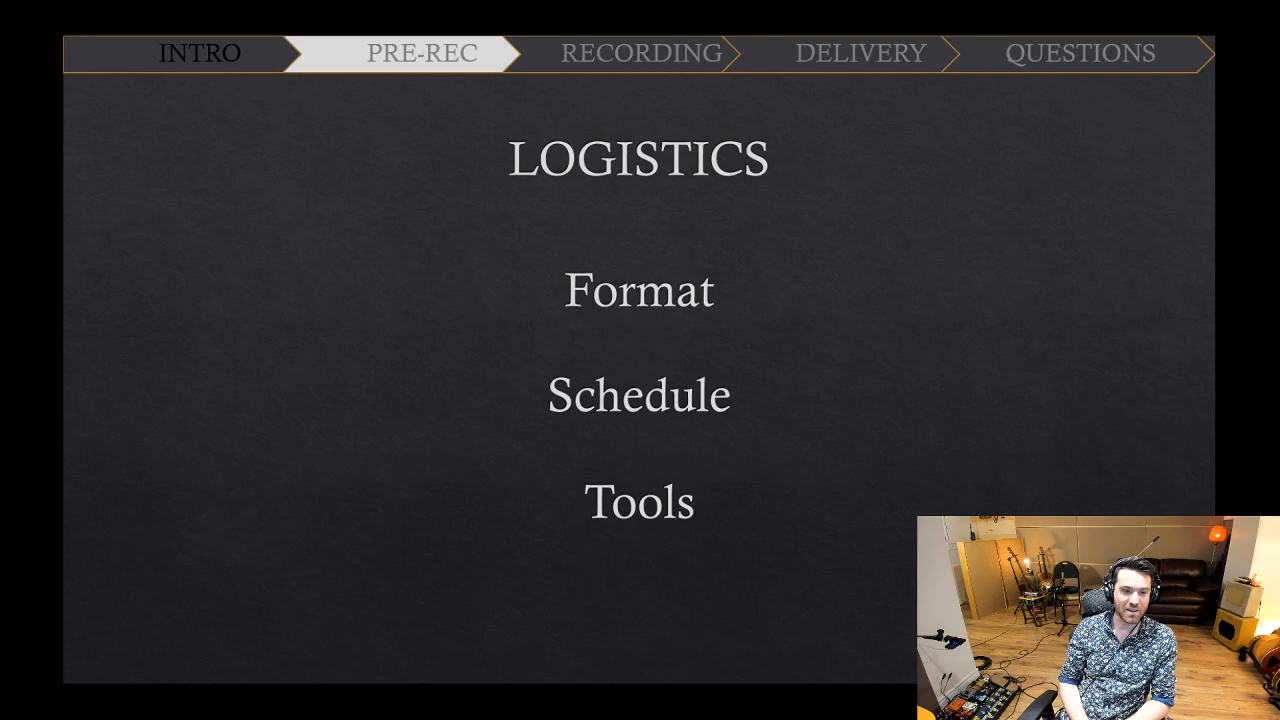 INTRO PRE-REC RECORDING DELIVERY QUESTIONS
LOGISTICS
Format
Schedule
Tools